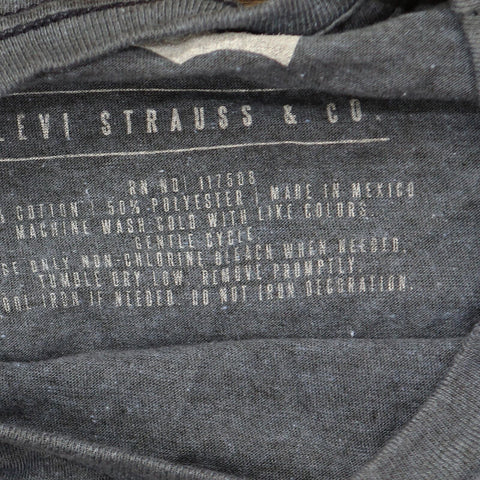 LEVI STRAUSS & CO.
RN NO | 117508
% COTTON | 50% POLYESTER | MADE IN MEXICO
MACHINE WASH COLD WITH LIKE COLORS.
GENTLE CYCLE
SE ONLY NON-CHLORINE BLEACH WHEN NEEDED.
TUMBLE DRY LOW. REMOVE PROMPTLY.
OOL IRON IF NEEDED. DO NOT IRON DECORATION.